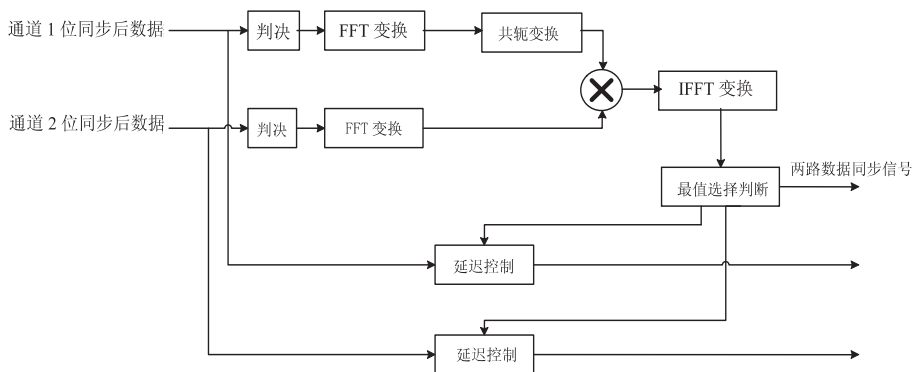 通道 1 位同步后数据
判决
FFT 变换
共轭变换
IFFT 变换
通道 2 位同步后数据
判决
FFT 变换
最值选择判断
两路数据同步信号
延迟控制
延迟控制